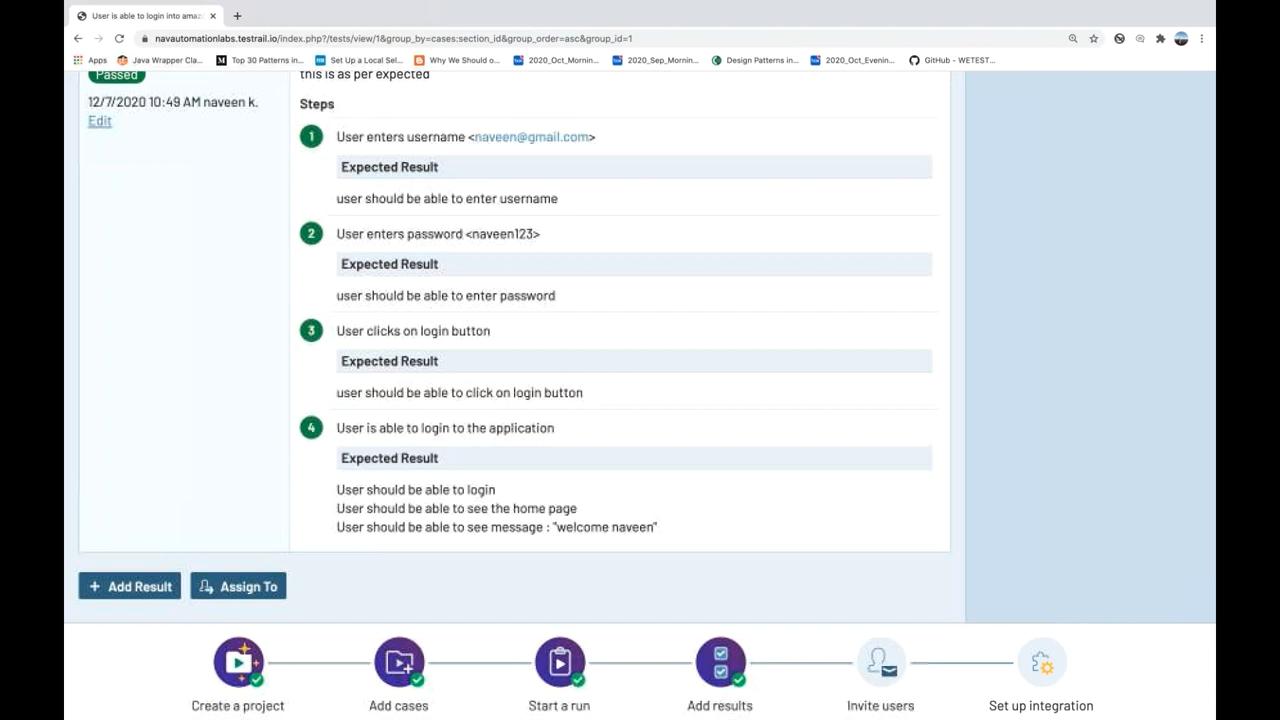 User is able to login into amaz
navautomationlabs.testrail.io/index.php?/tests/view/1&group_by=cases:section_id&group_order=asc&group_id=1
Apps Java Wrapper Cla... Top 30 Patterns in... Set Up a Local Sel... Why We Should o... 2020_Oct_Mornin... 2020_Sep_Mornin... Design Patterns in... 2020_Oct_Evenin... GitHub - WETEST...
Passed
this is as per expected
12/7/2020 10:49 AM naveen k.
Edit
Steps
1 User enters username <naveen@gmail.com>
Expected Result
user should be able to enter username
2 User enters password <naveen123>
Expected Result
user should be able to enter password
3 User clicks on login button
Expected Result
user should be able to click on login button
4 User is able to login to the application
Expected Result
User should be able to login
User should be able to see the home page
User should be able to see message : "welcome naveen"
+ Add Result Assign To
Create a project Add cases Start a run Add results Invite users Set up integration